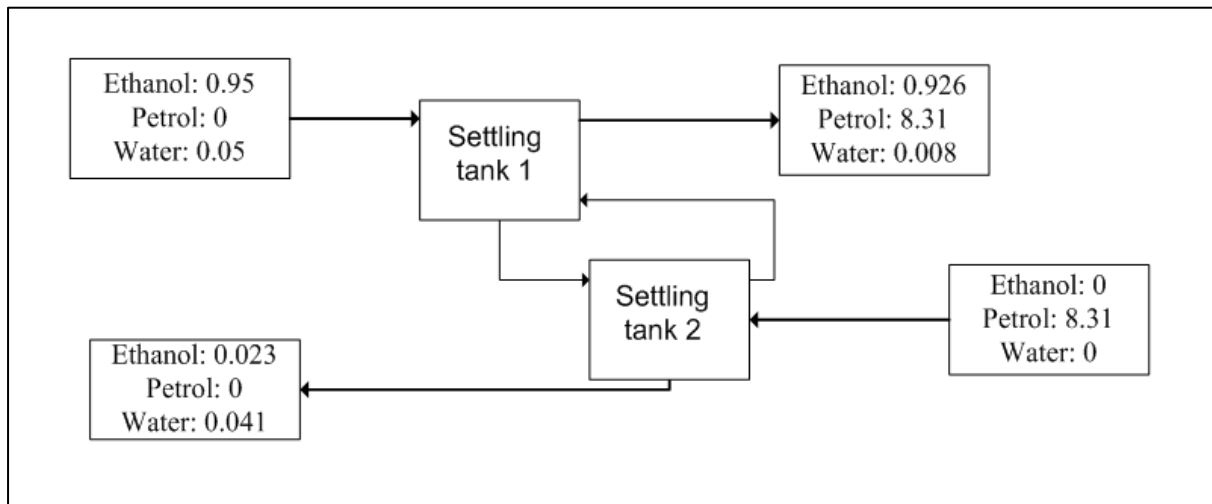 Ethanol: 0.95
Petrol: 0
Water: 0.05
Settling
tank 1
Ethanol: 0.926
Petrol: 8.31
Water: 0.008
Settling
tank 2
Ethanol: 0
Petrol: 8.31
Water: 0
Ethanol: 0.023
Petrol: 0
Water: 0.041